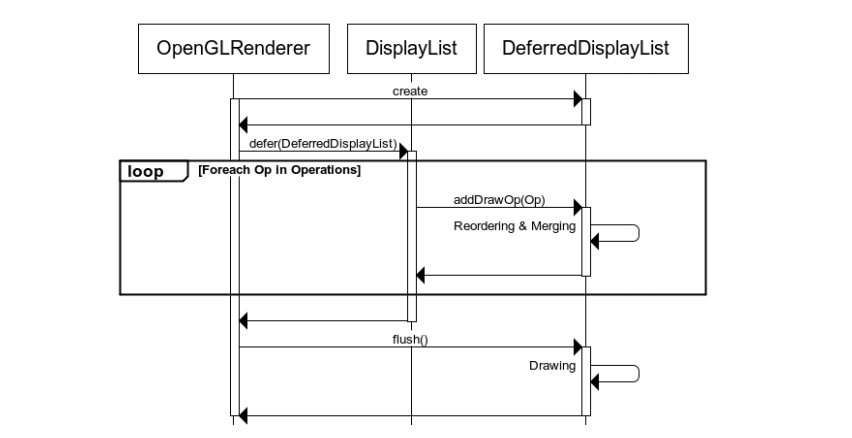 OpenGLRenderer
DisplayList
DeferredDisplayList
create
defer(DeferredDisplayList)
loop
[Foreach Op in Operations]
addDrawOp(Op)
Reordering & Merging
flush()
Drawing